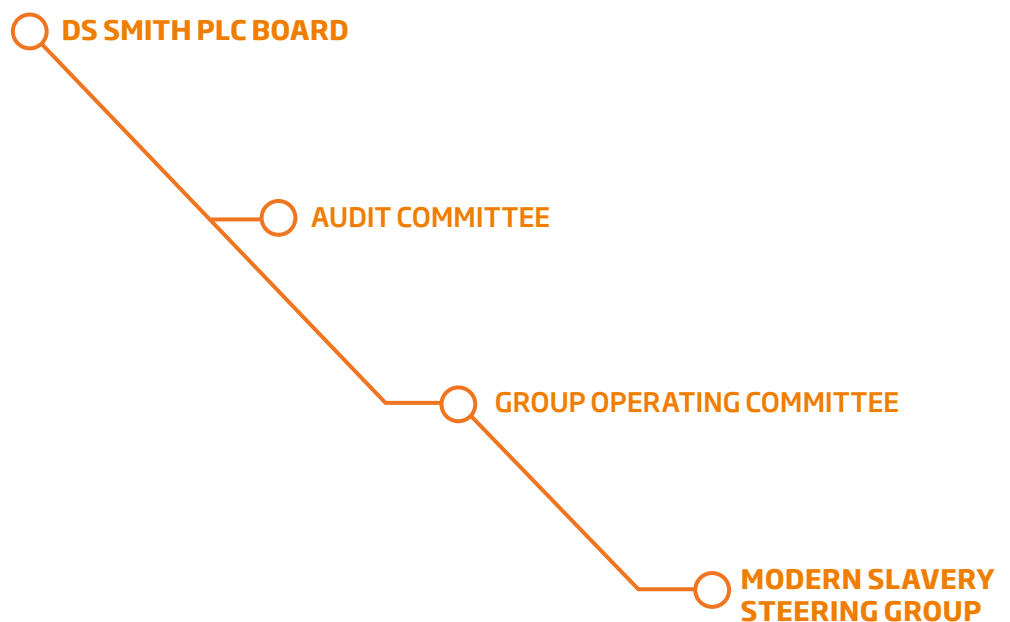 DS SMITH PLC BOARD
AUDIT COMMITTEE
GROUP OPERATING COMMITTEE
MODERN SLAVERY
STEERING GROUP